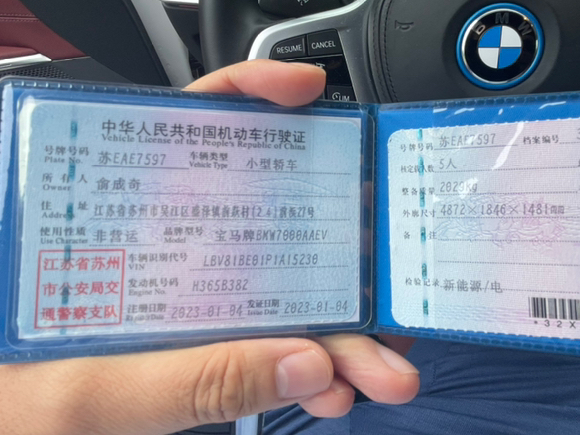 RESUME CANCEL
LIM
BMW
中华人民共和国机动车行驶证
Vehicle License of the People's Republic of China
号牌号码 Plate No. 苏EAE7597 车辆类型 Vehicle Type 小型轿车
所有人 Owner 俞成奇
住址 Address 江苏省苏州市吴江区盛泽镇
使用性质 Use Character 非营运 品牌型号 Model 宝马牌BMW7000AAEV
江苏省苏州
市公安局交
通警察支队
车辆识别代号 VIN LBV81BE01P1A15230
发动机号码 Engine No. H365B382
注册日期 2023-01-04 发证日期 Issue Date 2023-01-04
号牌号码 苏EAE7597 档案编号
核定载人数 5人
整备质量 2029kg
外廓尺寸 4872×1846×1481
备注
检验记录 新能源/电
*32X